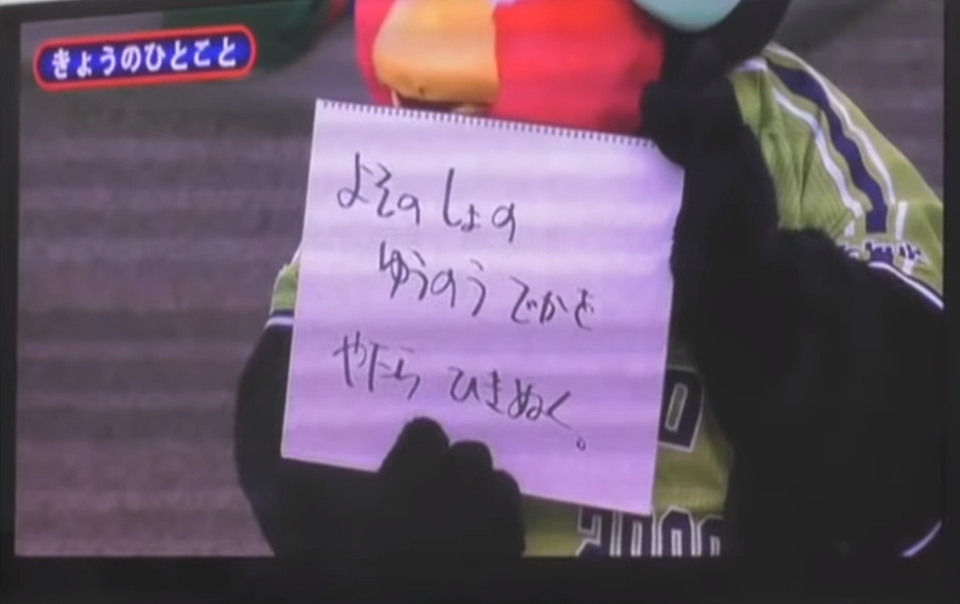 きょうのひとこと
よそのしょの
ゆうのうでかを
やたらひきぬく。